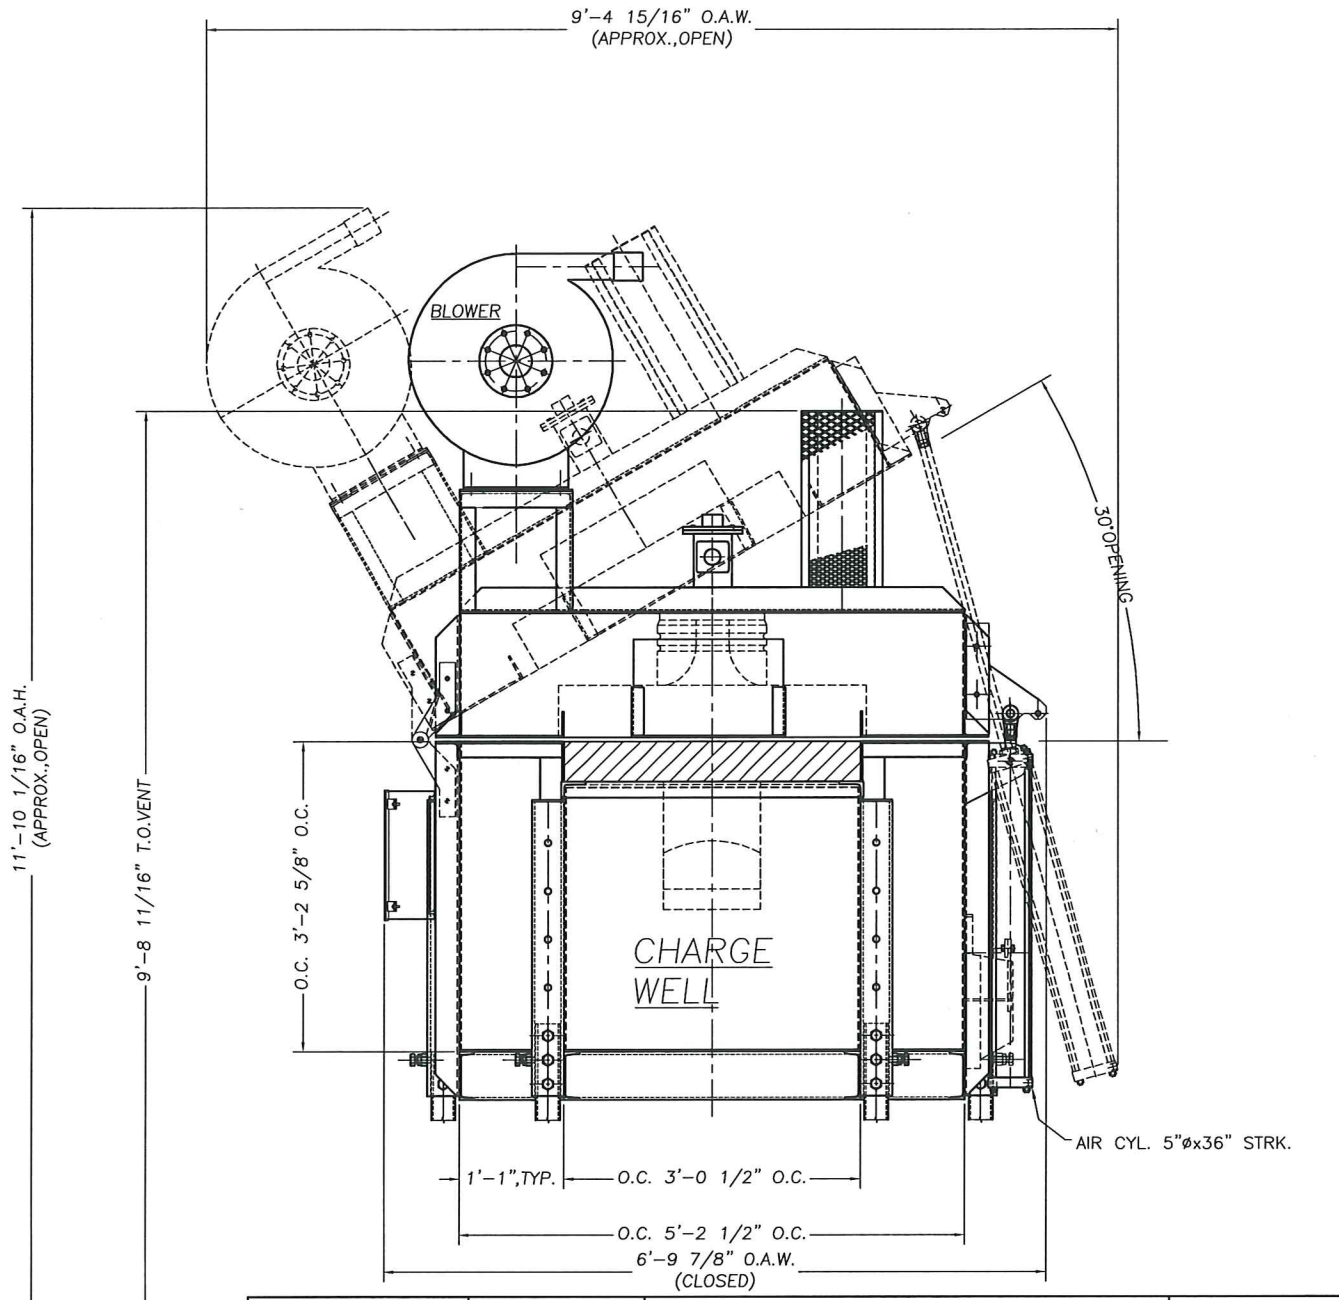 9'-4 15/16" O.A.W.
(APPROX.,OPEN)
BLOWER
30°OPENING
11'-10 1/16" O.A.H.
(APPROX.,OPEN)
9'-8 11/16" T.O.VENT
O.C. 3'-2 5/8" O.C.
CHARGE
WELL
AIR CYL. 5"øx36" STRK.
1'-1",TYP.
O.C. 3'-0 1/2" O.C.
O.C. 5'-2 1/2" O.C.
6'-9 7/8" O.A.W.
(CLOSED)